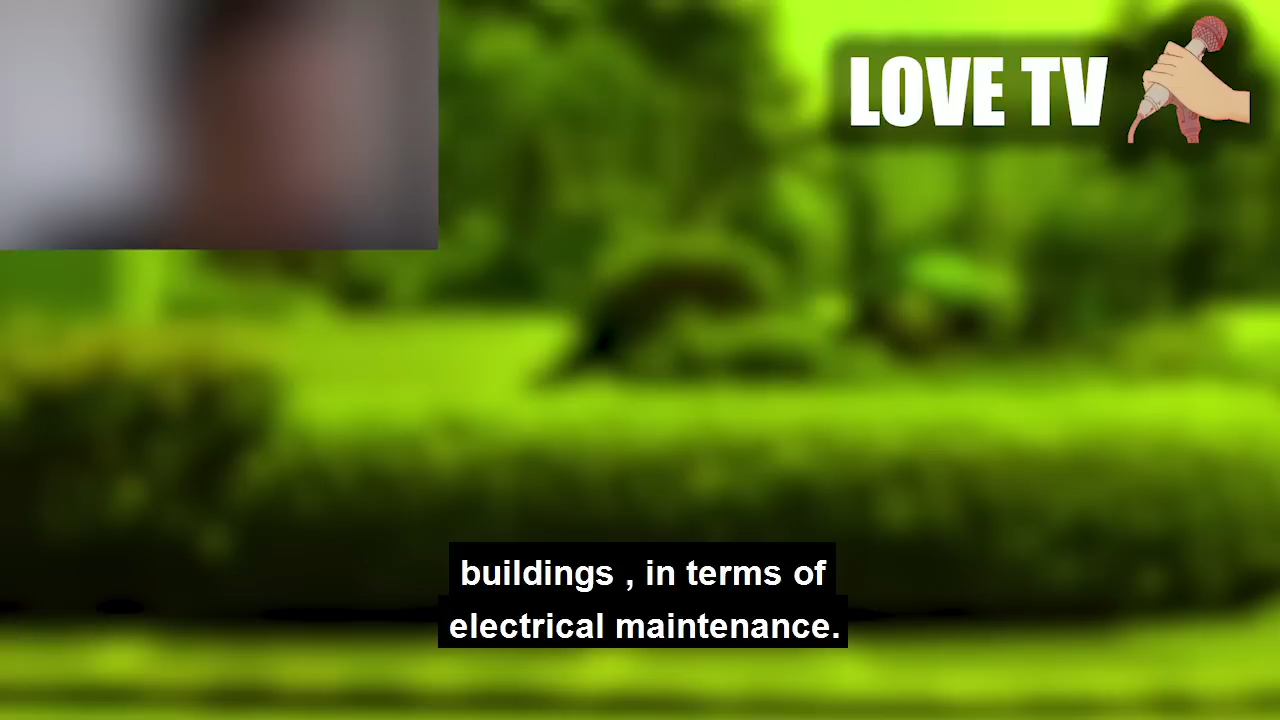 LOVE TV
buildings , in terms of
electrical maintenance.